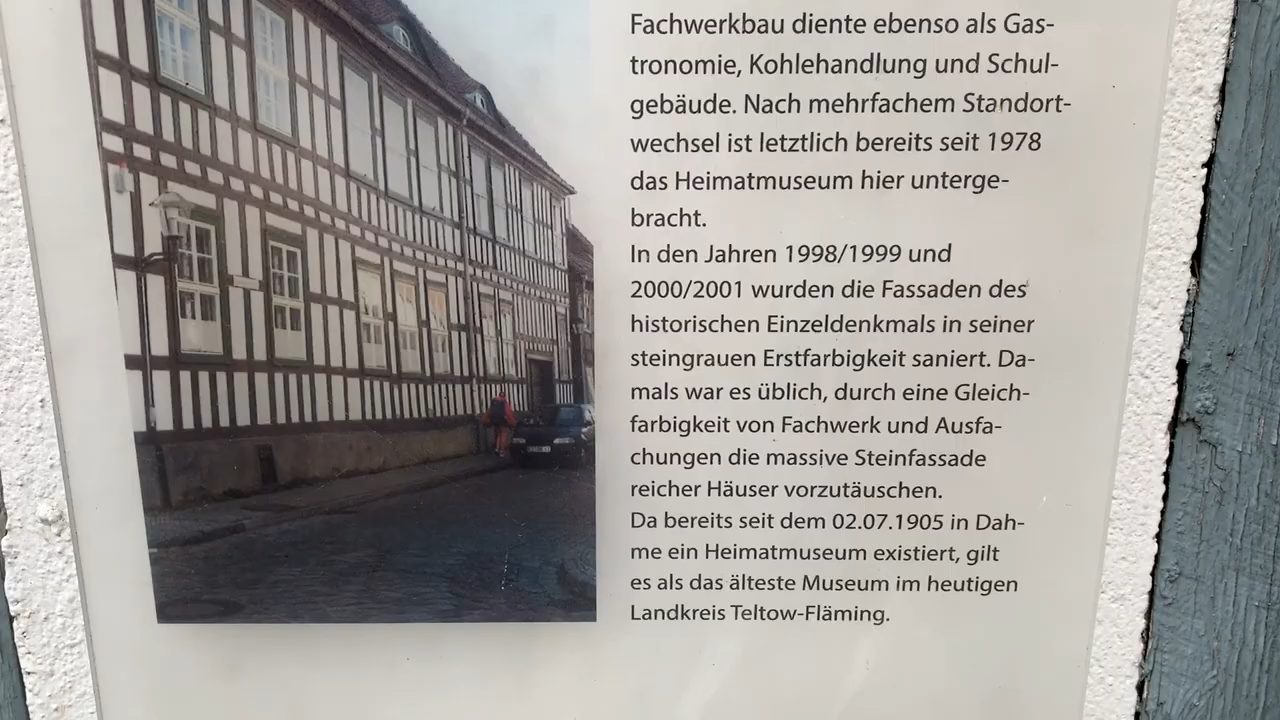 Fachwerkbau diente ebenso als Gas-
tronomie, Kohlehandlung und Schul-
gebäude. Nach mehrfachem Standort-
wechsel ist letztlich bereits seit 1978
das Heimatmuseum hier unterge-
bracht.
In den Jahren 1998/1999 und
2000/2001 wurden die Fassaden des
historischen Einzeldenkmals in seiner
steingrauen Erstfarbigkeit saniert. Da-
mals war es üblich, durch eine Gleich-
farbigkeit von Fachwerk und Ausfa-
chungen die massive Steinfassade
reicher Häuser vorzutäuschen.
Da bereits seit dem 02.07.1905 in Dah-
me ein Heimatmuseum existiert, gilt
es als das älteste Museum im heutigen
Landkreis Teltow-Fläming.